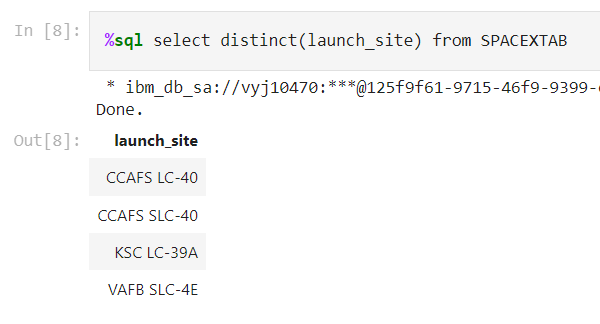 In [8]:
%sql select distinct(launch_site) from SPACEXTAB
* ibm_db_sa://vyj10470:***@125f9f61-9715-46f9-9399-
Done.
Out[8]:
launch_site
CCAFS LC-40
CCAFS SLC-40
KSC LC-39A
VAFB SLC-4E